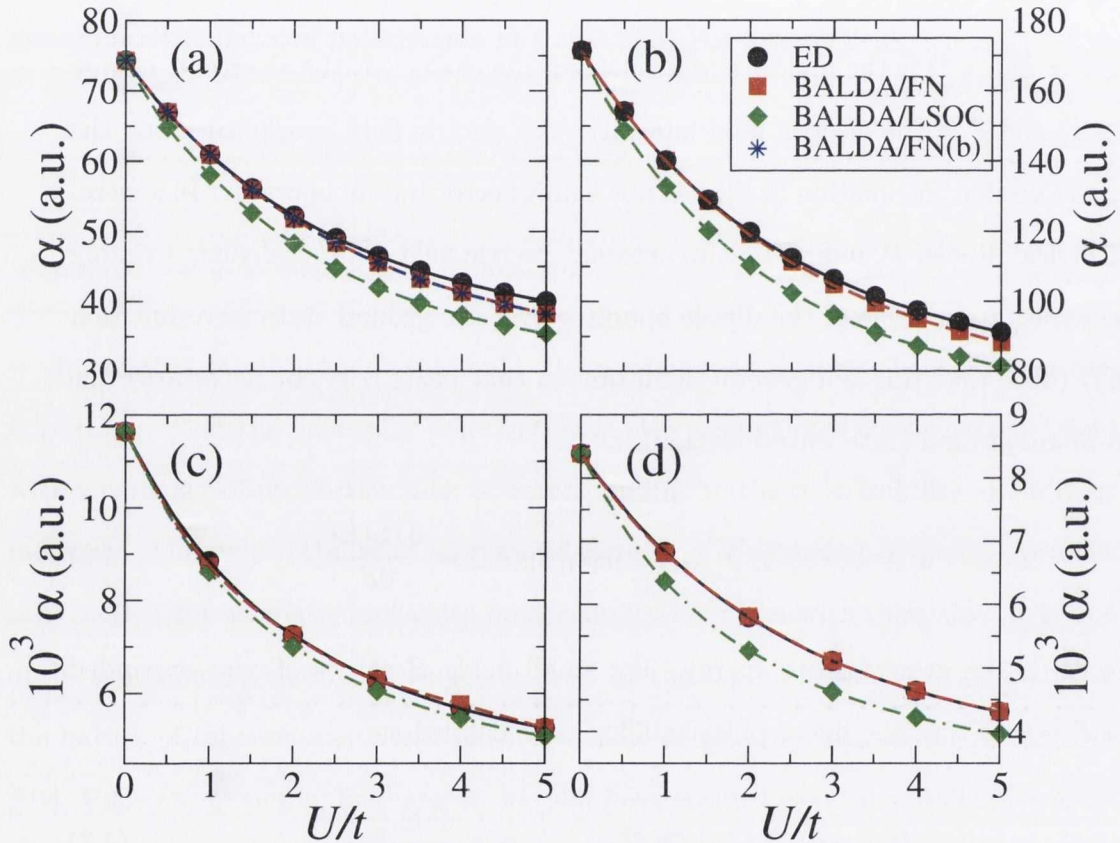 80
70
60
50
40
30
α (a.u.)
(a)
(b)
ED
BALDA/FN
BALDA/LSOC
BALDA/FN(b)
180
160
140
120
100
80
α (a.u.)
12
10
8
6
10³ α (a.u)
(c)
0 1 2 3 4 5
U/t
(d)
9
8
7
6
5
4
10³ α (a.u)
0 1 2 3 4 5
U/t